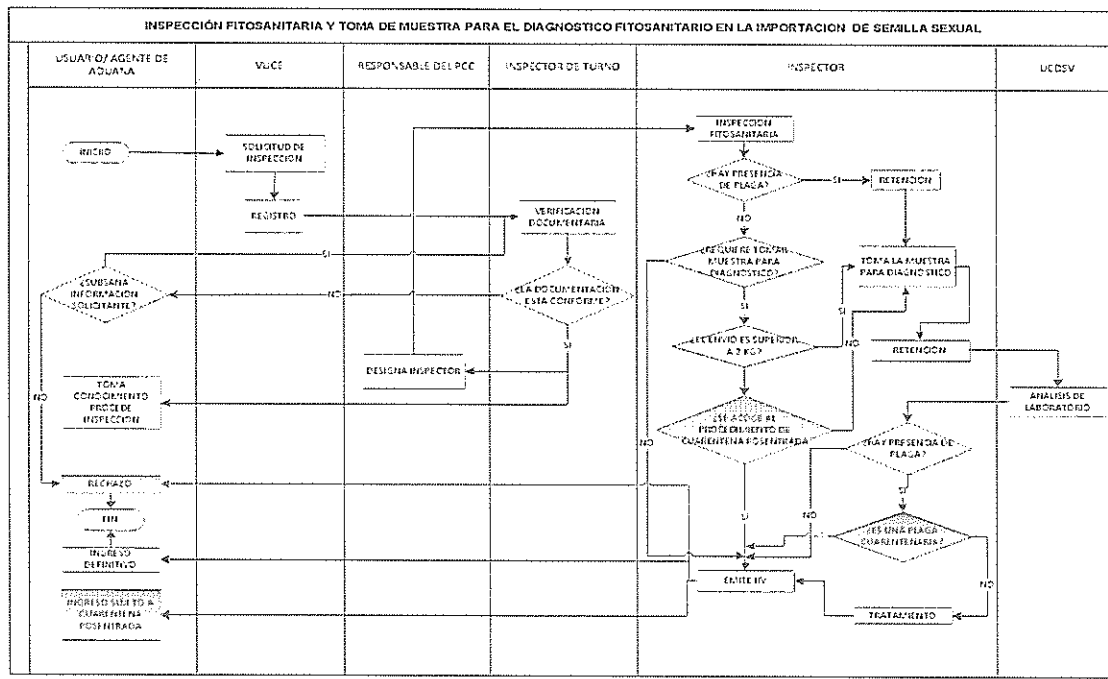 INSPECCIÓN FITOSANITARIA Y TOMA DE MUESTRA PARA EL DIAGNOSTICO FITOSANITARIO EN LA IMPORTACION DE SEMILLA SEXUAL
USUARIO/ AGENTE DE
ADUANA
VUCE
RESPONSABLE DEL PCC
INSPECTOR DE TURNO
INSPECTOR
UCDSV
INICIO
SOLICITUD DE
INSPECCION
REGISTRO
VERIFICACION
DOCUMENTARIA
INSPECCION
FITOSANITARIA
¿HAY PRESENCIA
DE PLAGA?
SI
RETENCION
NO
¿REQUIERE TOMAR
MUESTRA PARA
DIAGNOSTICO?
TOMA LA MUESTRA
PARA DIAGNOSTICO
SI
¿SUBSANA
INFORMACION
SOLICITANTE?
NO
¿LA DOCUMENTACION
ESTA CONFORME?
SI
SI
SI
NO
¿EL ENVIO ES SUPERIOR
A 2 KG?
RETENCION
DESIGNA INSPECTOR
TOMA
CONOCIMIENTO
PROCEDE
INSPECCION
NO
ANALISIS DE
LABORATORIO
¿SE ACOGE AL
PROCEDIMIENTO DE
CUARENTENA POSENTRADA
NO
¿HAY PRESENCIA DE
PLAGA?
RECHAZO
SI
FIN
SI
NO
¿ES UNA PLAGA
CUARENTENARIA?
INGRESO
DEFINITIVO
EMITE IIV
NO
INGRESO SUJETO A
CUARENTENA
POSENTRADA
TRATAMIENTO